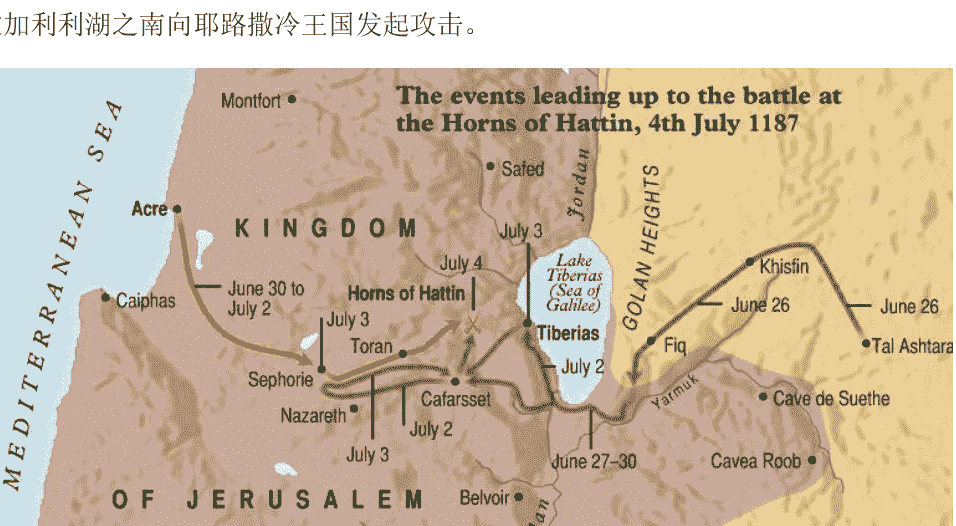 加利利湖之南向耶路撒冷王国发起攻击。
The events leading up to the battle at
the Horns of Hattin, 4th July 1187
MEDITERRANEAN SEA
Montfort
Safed
Jordan
Acre
KINGDOM
July 3
GOLAN HEIGHTS
July 4
Lake
Tiberias
(Sea of
Galilee)
Khisfin
Caiphas
June 30 to
July 2
Horns of Hattin
June 26
June 26
July 3
Toran
Tiberias
Fiq
Tal Ashtara
Sephorie
July 2
Cafarsset
Yarmuk
Cave de Suethe
Nazareth
July 2
July 3
June 27–30
Cavea Roob
OF JERUSALEM
Belvoir